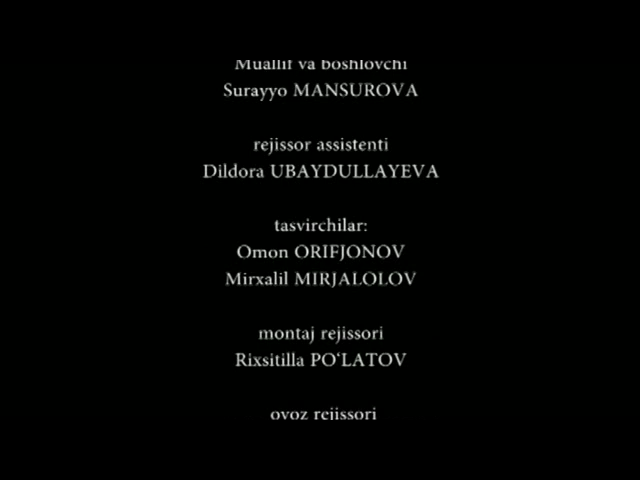 Muallif va boshlovchi
Surayyo MANSUROVA
rejissor assistenti
Dildora UBAYDULLAYEVA
tasvirchilar:
Omon ORIFJONOV
Mirxalil MIRJALOLOV
montaj rejissori
Rixsitilla PO‘LATOV
ovoz rejissori